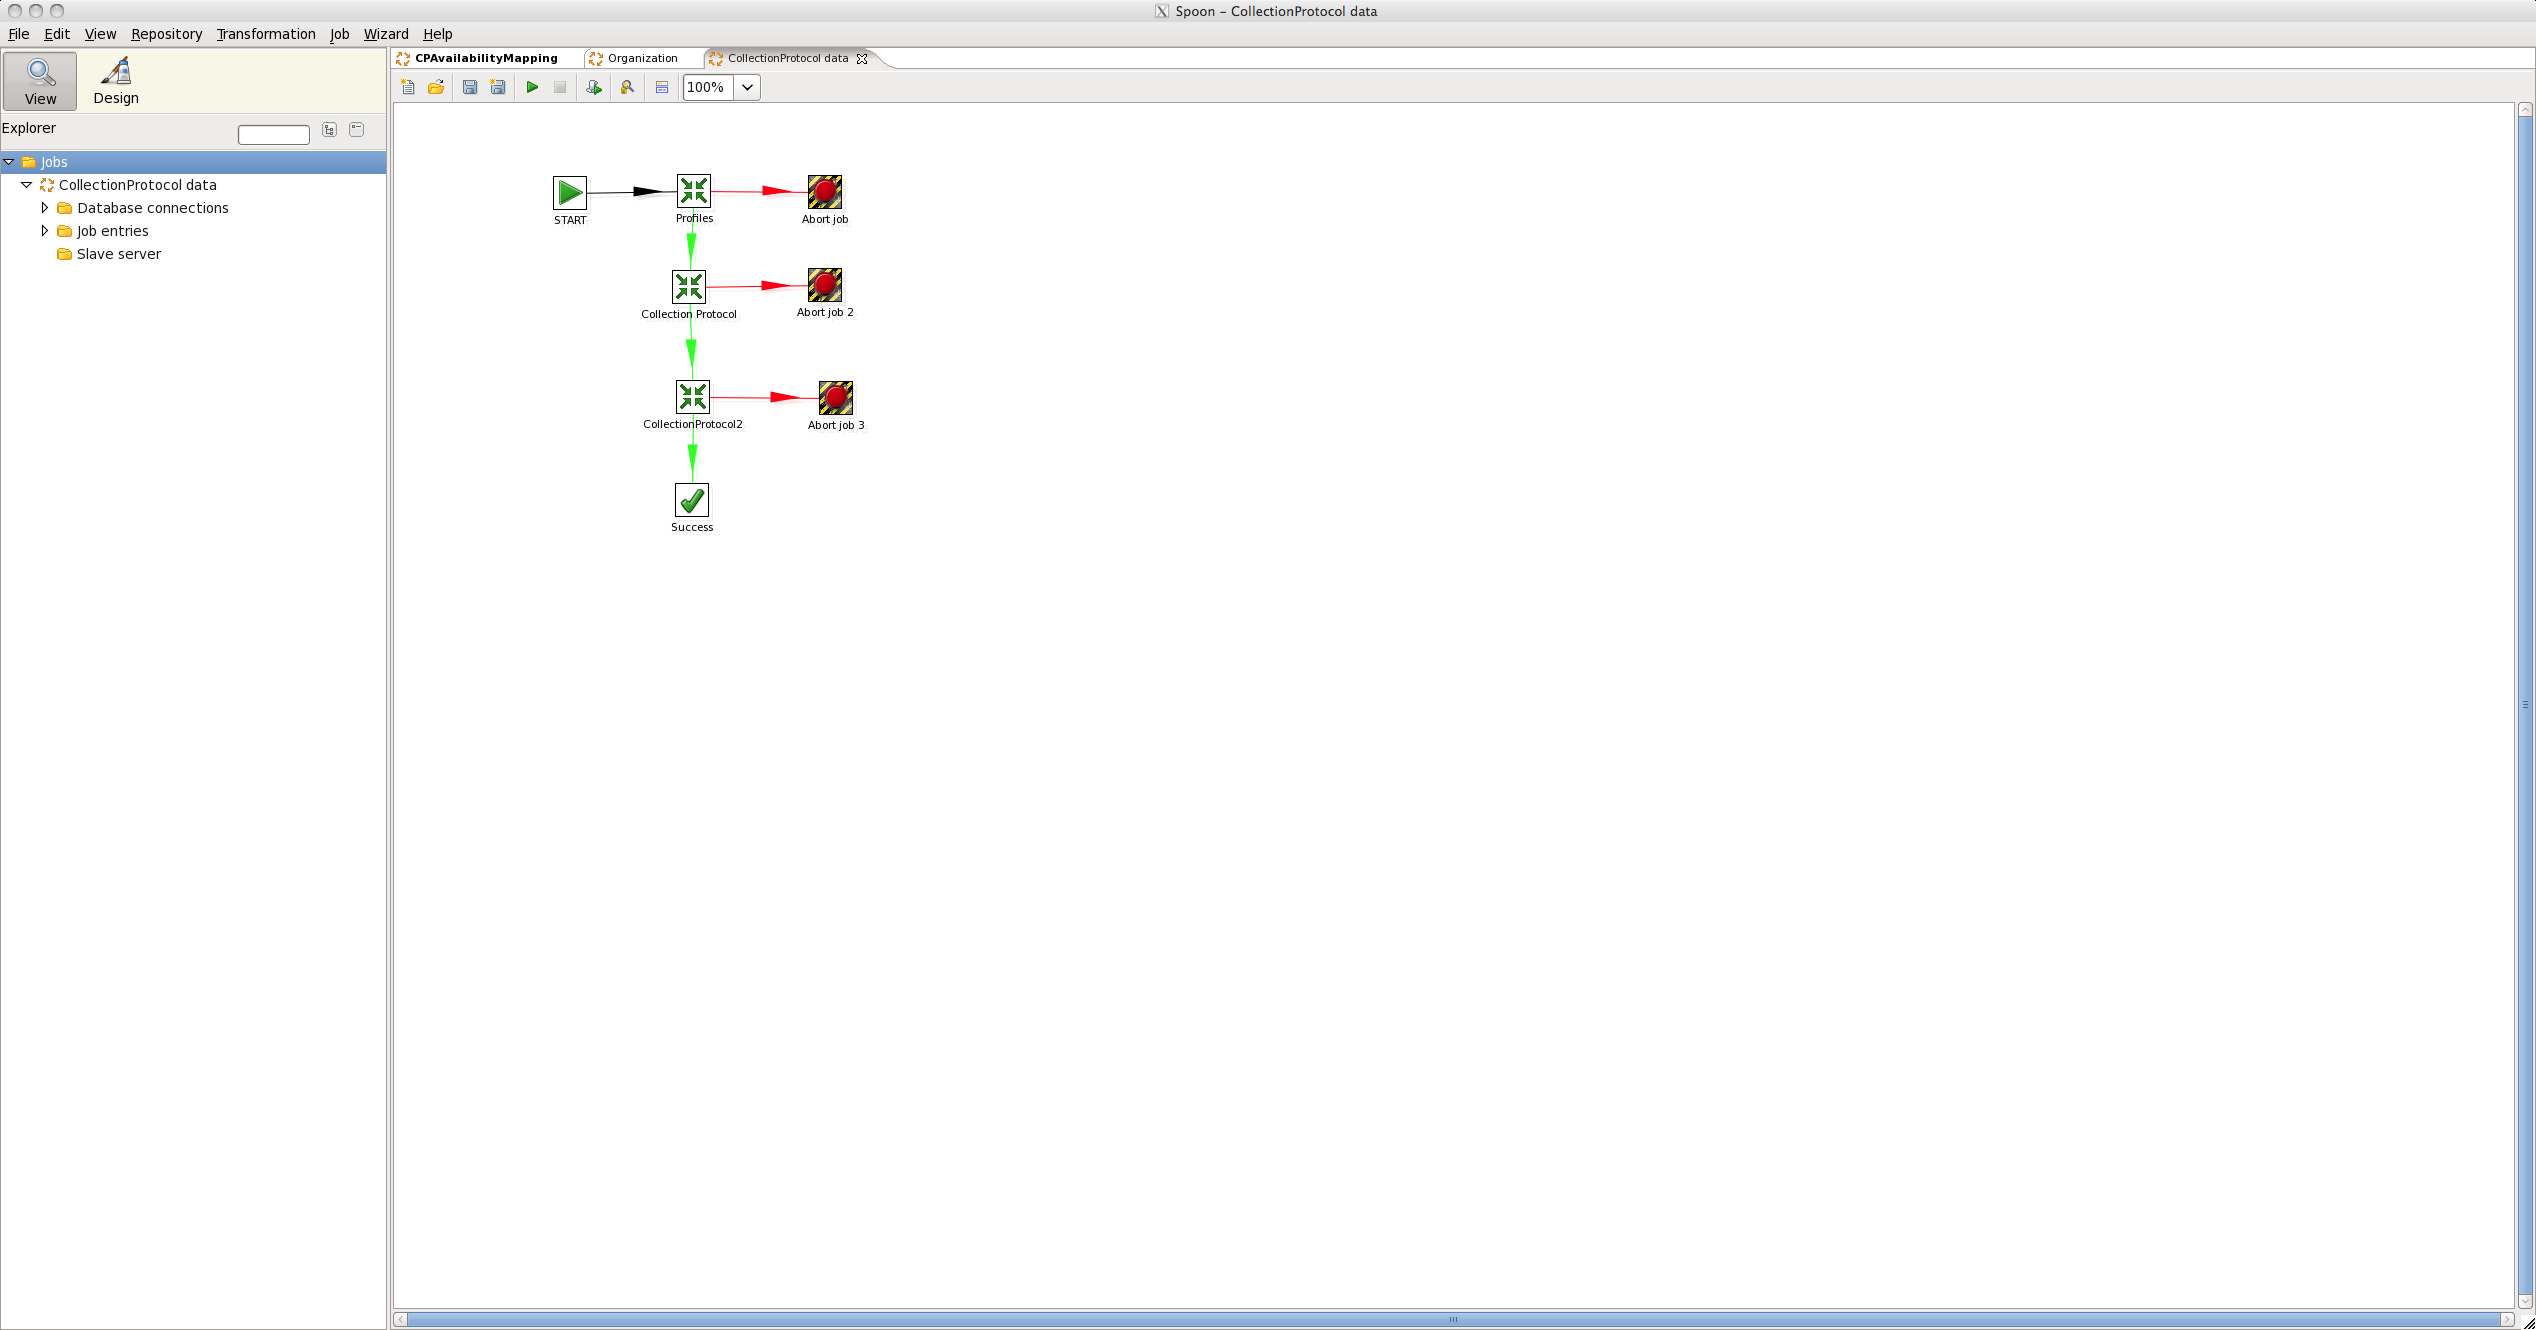 Spoon – CollectionProtocol data
File Edit View Repository Transformation Job Wizard Help
View Design
CPAvailabilityMapping Organization CollectionProtocol data
100%
Explorer
Jobs
CollectionProtocol data
Database connections
Job entries
Slave server
START Profiles Abort job
Collection Protocol Abort job 2
CollectionProtocol2 Abort job 3
Success